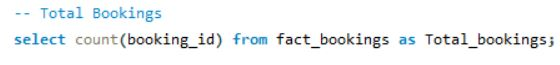 -- Total Bookings
select count(booking_id) from fact_bookings as Total_bookings;